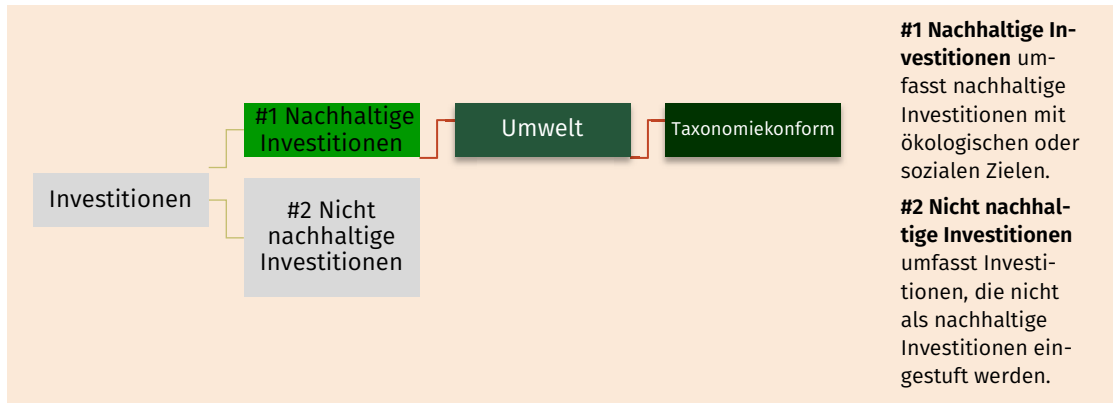 Investitionen
#1 Nachhaltige
Investitionen
#2 Nicht
nachhaltige
Investitionen
Umwelt
Taxonomiekonform
#1 Nachhaltige In-
vestitionen um-
fasst nachhaltige
Investitionen mit
ökologischen oder
sozialen Zielen.
#2 Nicht nachhal-
tige Investitionen
umfasst Investi-
tionen, die nicht
als nachhaltige
Investitionen ein-
gestuft werden.